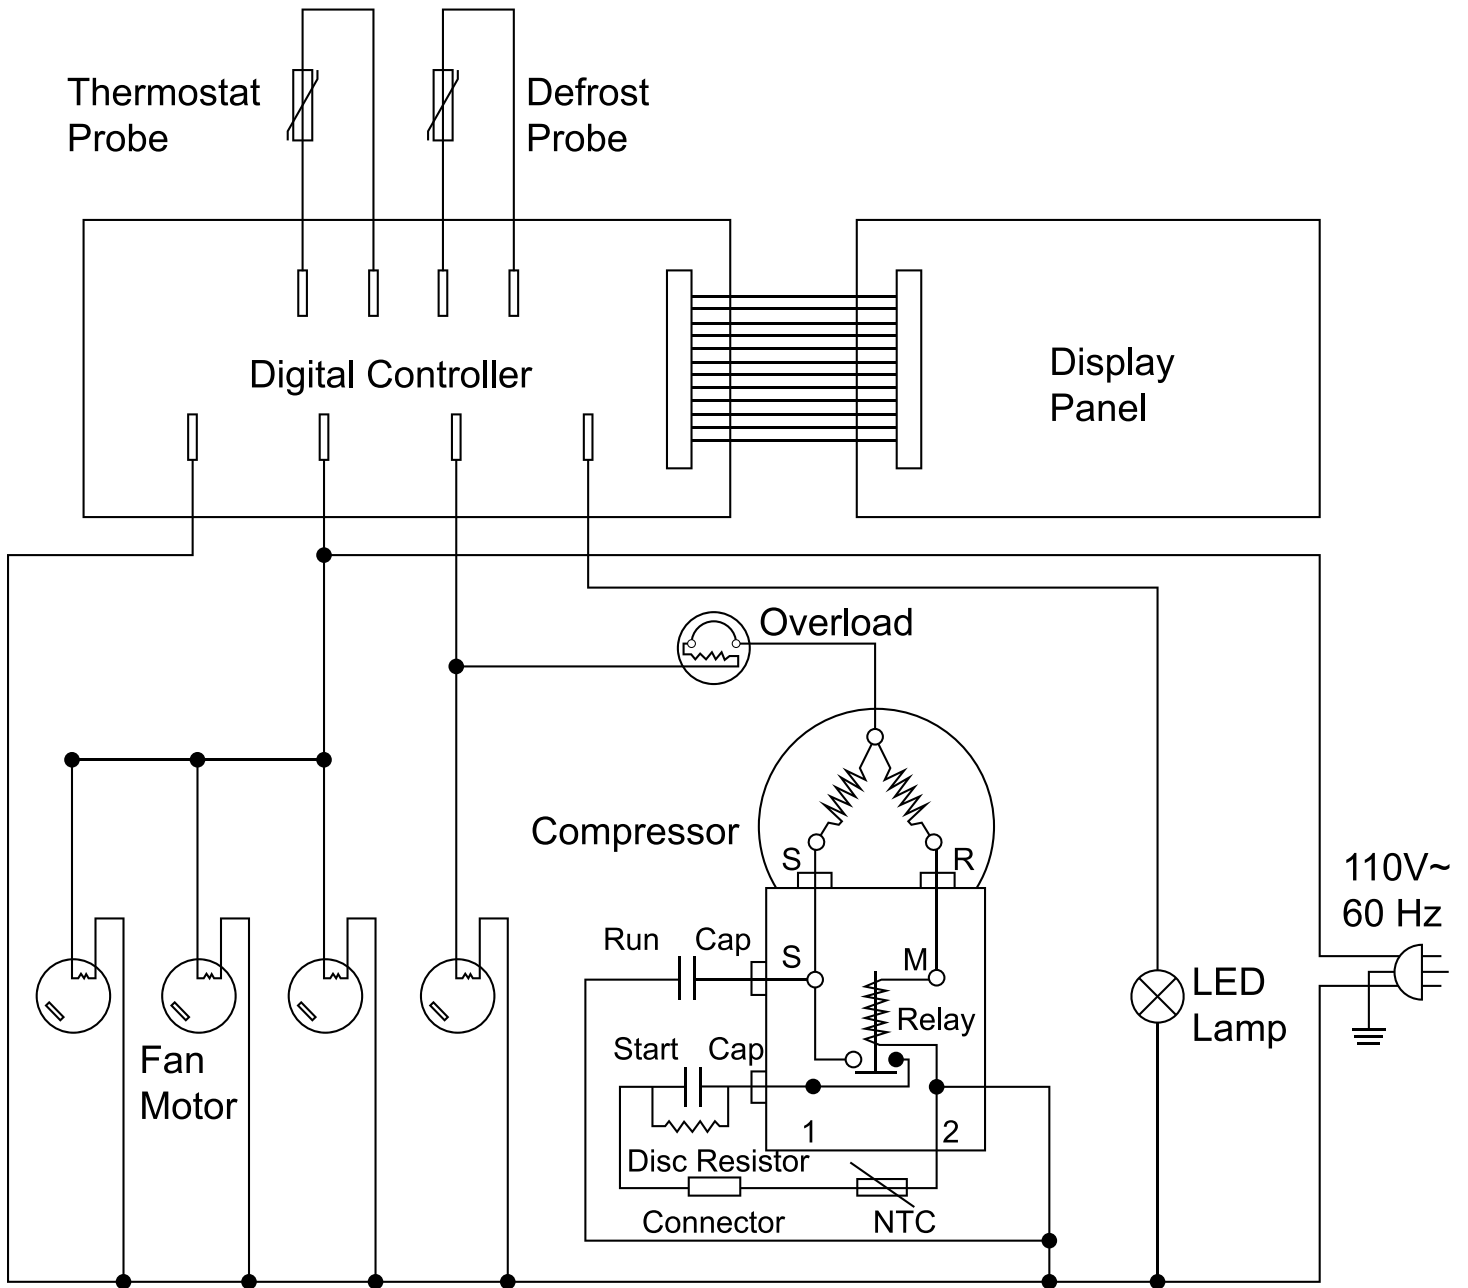 Thermostat
Probe
Defrost
Probe
Digital Controller
Display
Panel
Overload
Compressor
S
R
110V~
60 Hz
Run Cap
S
M
LED
Lamp
Relay
Start Cap
Fan
Motor
1
2
Disc Resistor
Connector
NTC